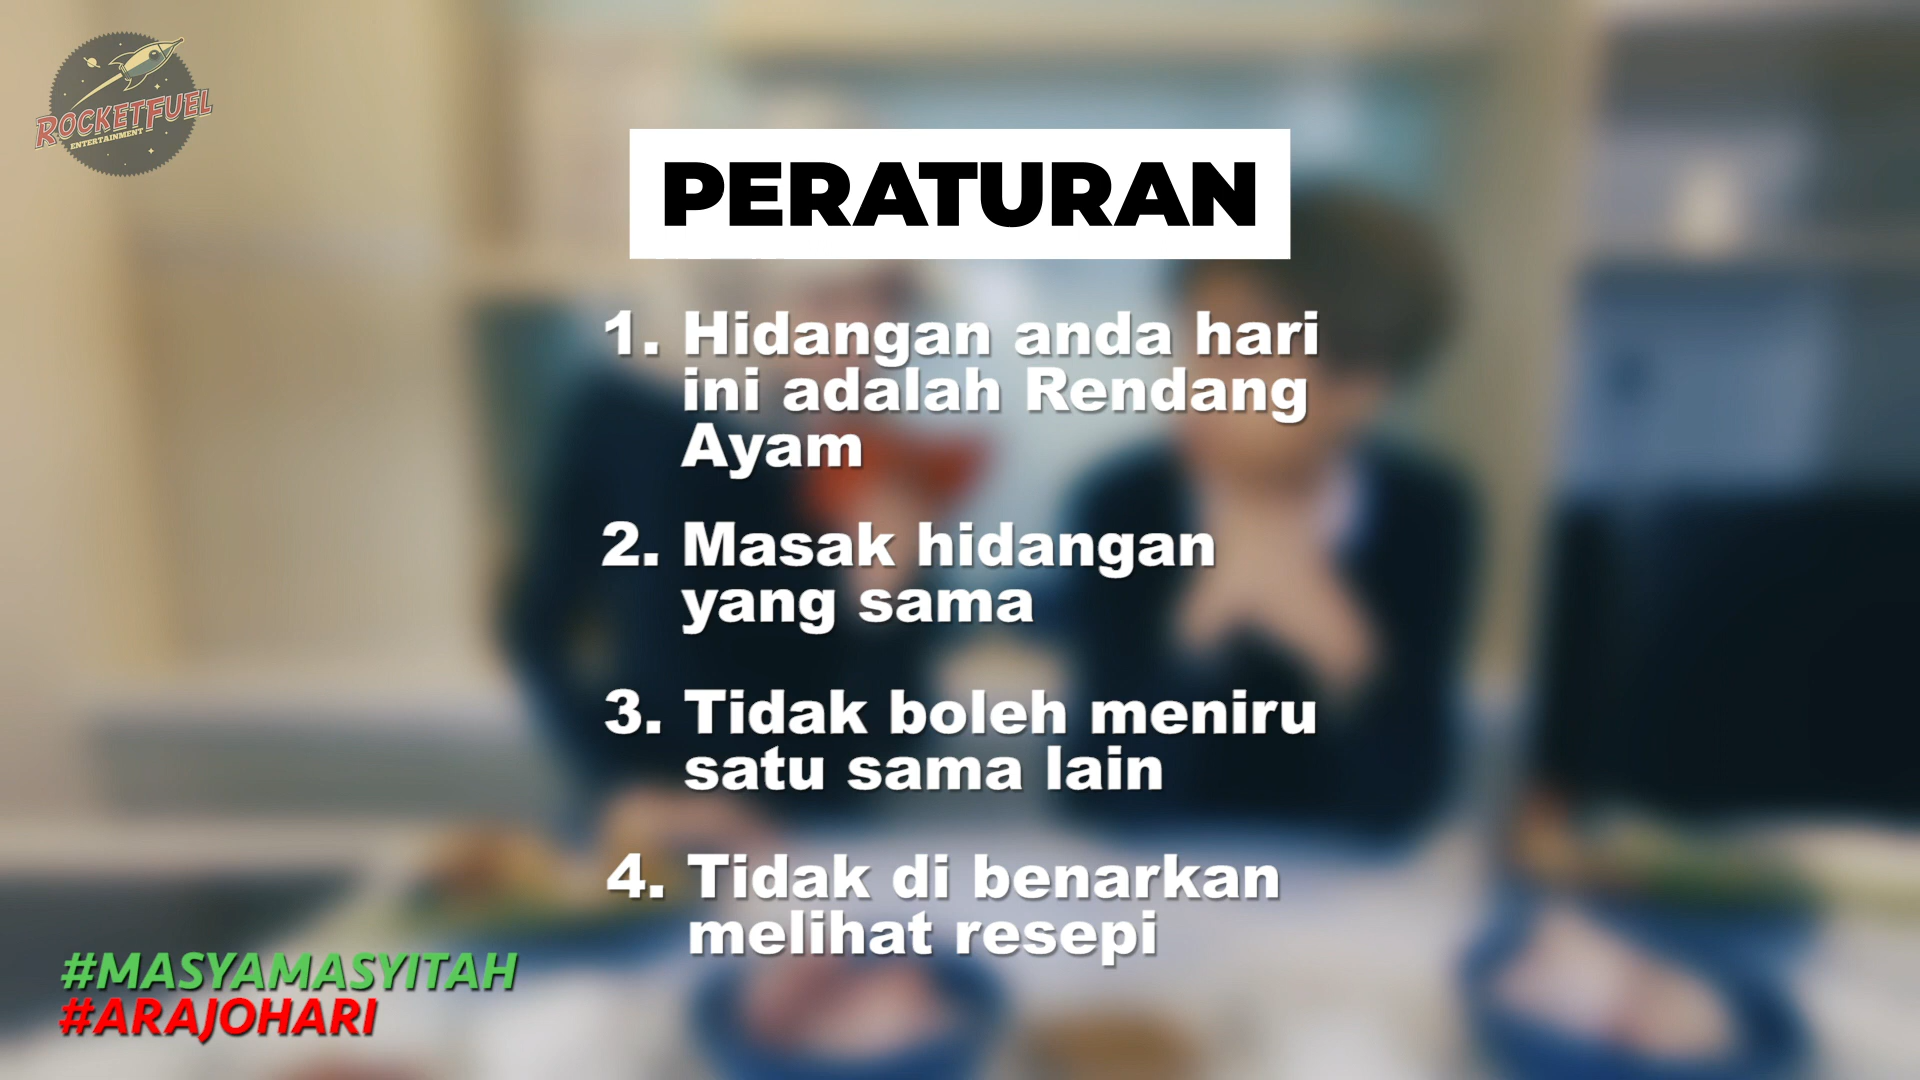 ROCKETFUEL
ENTERTAINMENT
PERATURAN
1. Hidangan anda hari
ini adalah Rendang
Ayam
2. Masak hidangan
yang sama
3. Tidak boleh meniru
satu sama lain
4. Tidak di benarkan
melihat resepi
#MASYAMASYITAH
#ARAJOHARI